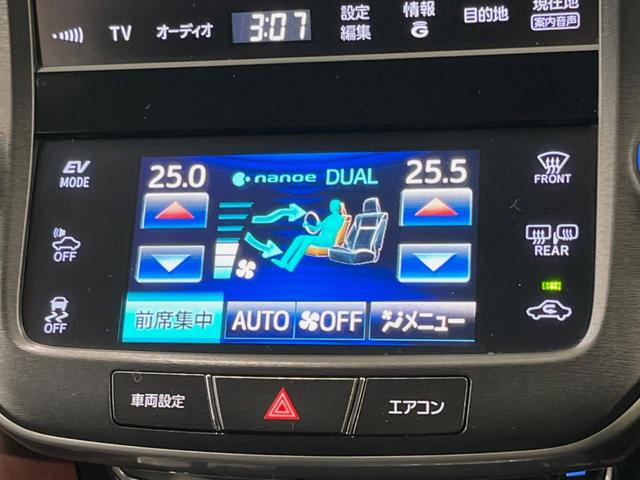 TV オーディオ 3:07 設定編集 情報 G 目的地 現在地 案内音声
25.0 nanoe DUAL 25.5
EV MODE
FRONT
OFF
REAR
OFF
前席集中 AUTO OFF メニュー
車両設定 エアコン